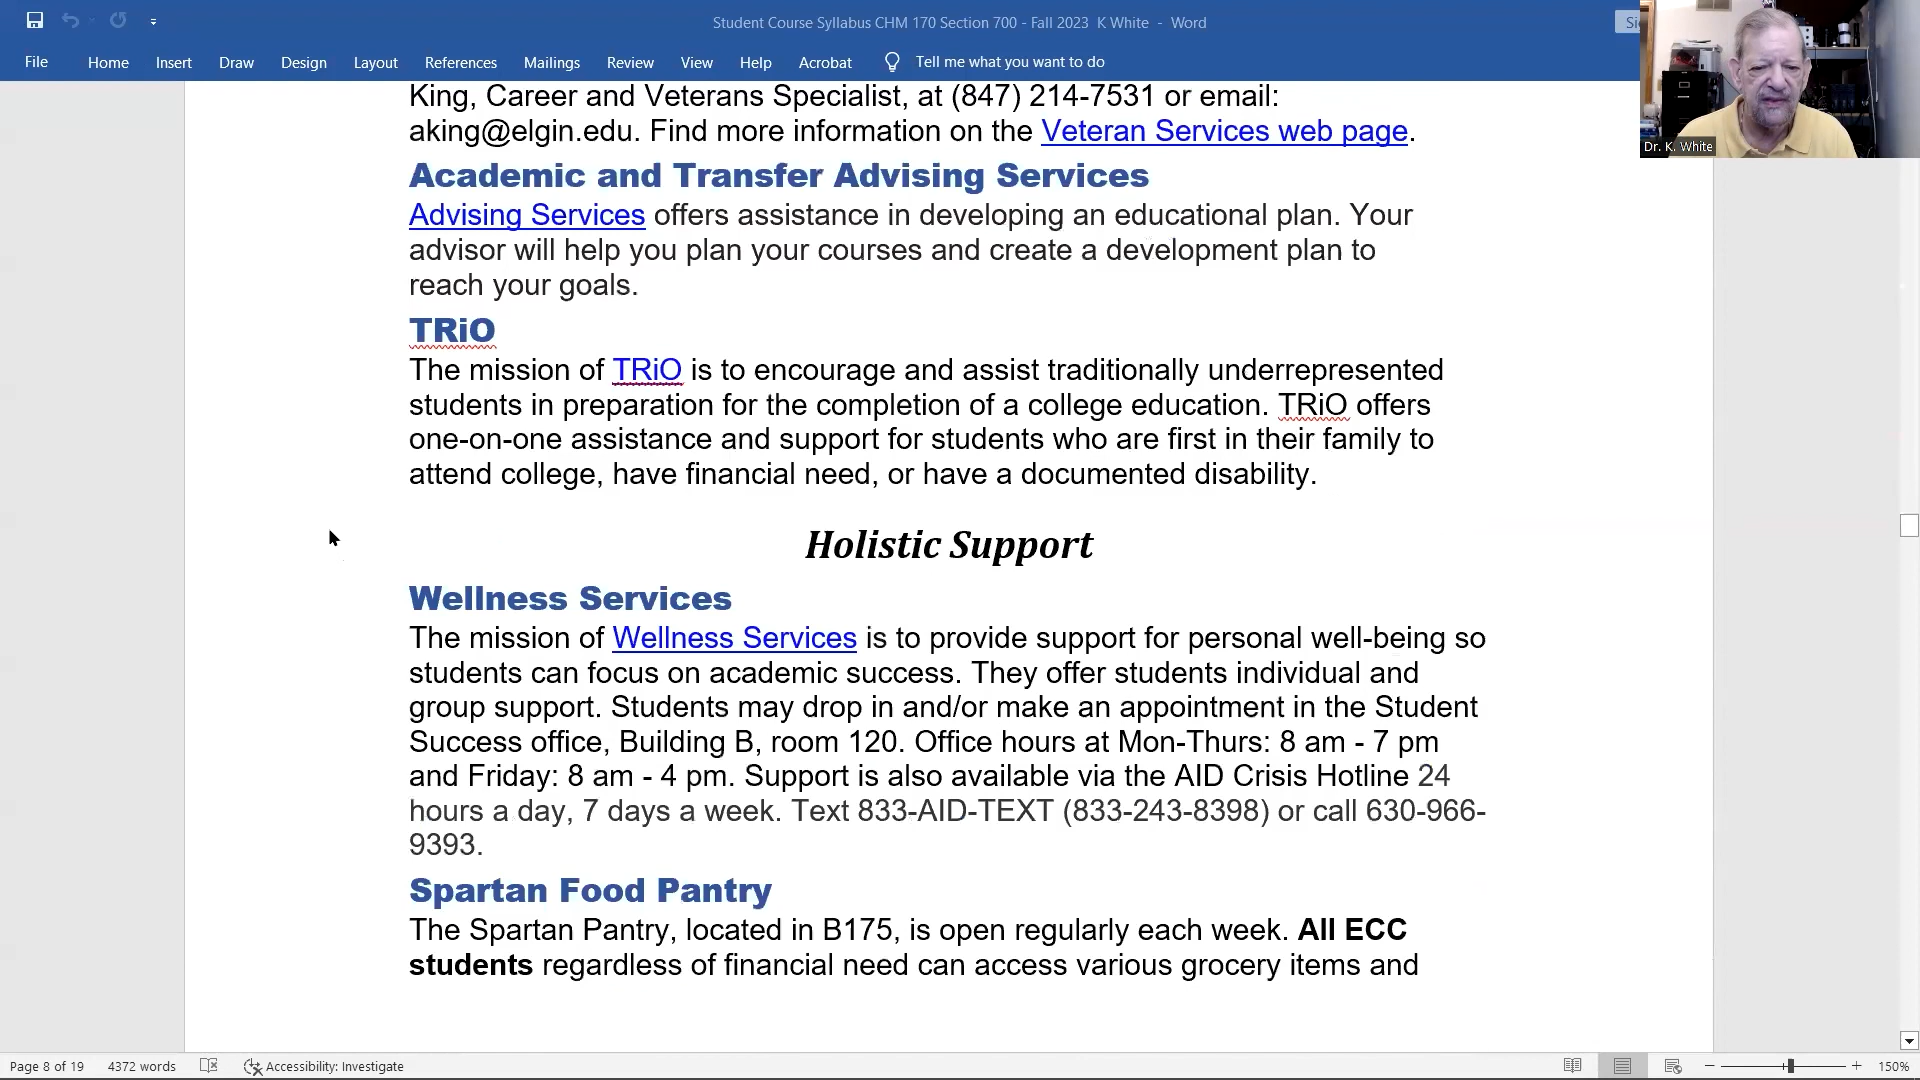 Student Course Syllabus CHM 170 Section 700 - Fall 2023 K White - Word
File Home Insert Draw Design Layout References Mailings Review View Help Acrobat Tell me what you want to do
Dr. K. White
King, Career and Veterans Specialist, at (847) 214-7531 or email:
aking@elgin.edu. Find more information on the Veteran Services web page.
Academic and Transfer Advising Services
Advising Services offers assistance in developing an educational plan. Your
advisor will help you plan your courses and create a development plan to
reach your goals.
TRiO
The mission of TRiO is to encourage and assist traditionally underrepresented
students in preparation for the completion of a college education. TRiO offers
one-on-one assistance and support for students who are first in their family to
attend college, have financial need, or have a documented disability.
Holistic Support
Wellness Services
The mission of Wellness Services is to provide support for personal well-being so
students can focus on academic success. They offer students individual and
group support. Students may drop in and/or make an appointment in the Student
Success office, Building B, room 120. Office hours at Mon-Thurs: 8 am - 7 pm
and Friday: 8 am - 4 pm. Support is also available via the AID Crisis Hotline 24
hours a day, 7 days a week. Text 833-AID-TEXT (833-243-8398) or call 630-966-
9393.
Spartan Food Pantry
The Spartan Pantry, located in B175, is open regularly each week. All ECC
students regardless of financial need can access various grocery items and
Page 8 of 19 4372 words Accessibility: Investigate 150%